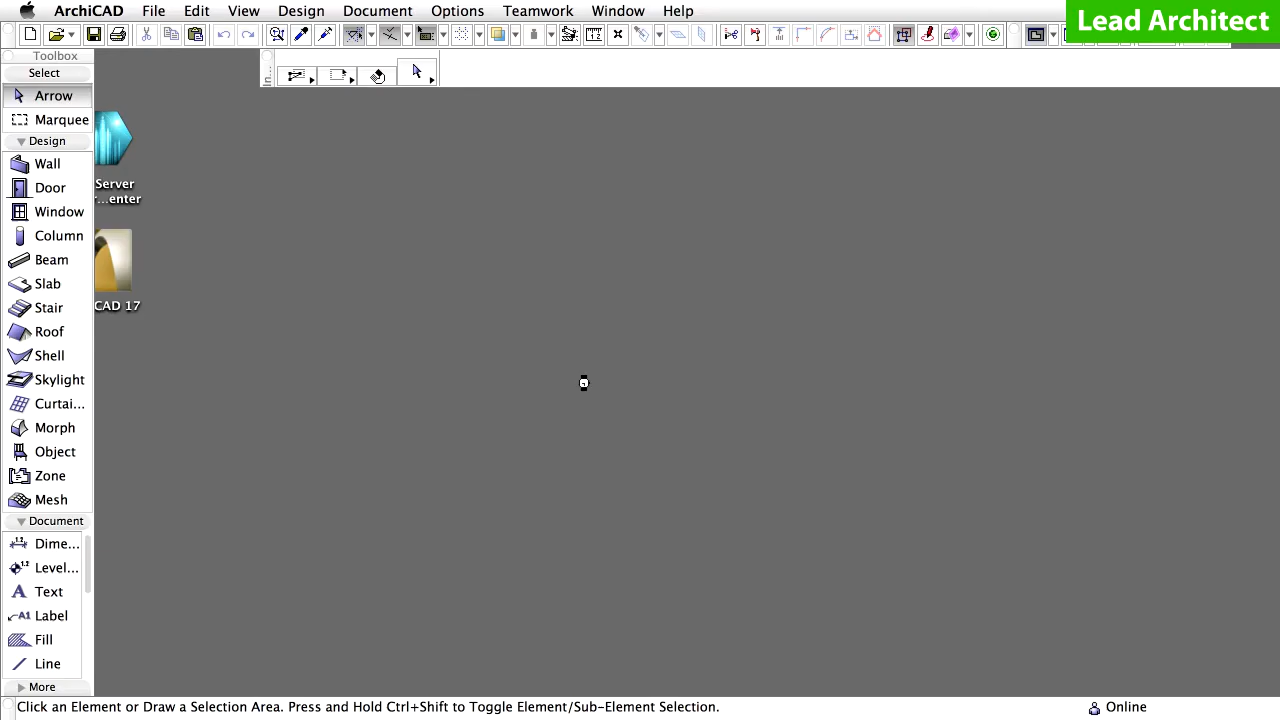 ArchiCAD File Edit View Design Document Options Teamwork Window Help
Lead Architect
Toolbox
Select
Arrow
Marquee
Design
Wall
Door
Window
Column
Beam
Slab
Stair
Roof
Shell
Skylight
Curtai...
Morph
Object
Zone
Mesh
Document
Dime...
Level...
Text
Label
Fill
Line
More
Server
r...enter
CAD 17
Click an Element or Draw a Selection Area. Press and Hold Ctrl+Shift to Toggle Element/Sub-Element Selection.
Online